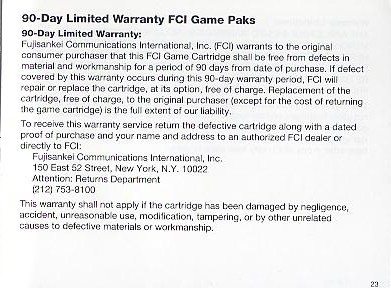 90-Day Limited Warranty FCI Game Paks
90-Day Limited Warranty:
Fujisankei Communications International, Inc. (FCI) warrants to the original
consumer purchaser that this FCI Game Cartridge shall be free from defects in
material and workmanship for a period of 90 days from date of purchase. If defect
covered by this warranty occurs during this 90-day warranty period, FCI will
repair or replace the cartridge, at its option, free of charge. Replacement of the
cartridge, free of charge, to the original purchaser (except for the cost of returning
the game cartridge) is the full extent of our liability.
To receive this warranty service return the defective cartridge along with a dated
proof of purchase and your name and address to an authorized FCI dealer or
directly to FCI:
Fujisankei Communications International, Inc.
150 East 52 Street, New York, N.Y. 10022
Attention: Returns Department
(212) 753-8100
This warranty shall not apply if the cartridge has been damaged by negligence,
accident, unreasonable use, modification, tampering, or by other unrelated
causes to defective materials or workmanship.
23